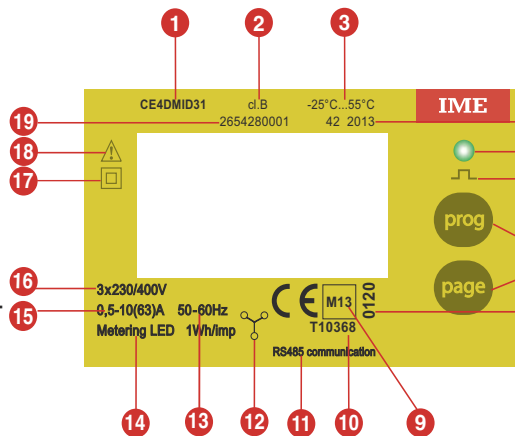 1 2 3
CE4DMID31 cl.B -25°C...55°C IME
19 2654280001 42 2013
18
17
prog
16 3x230/400V
page
15 0,5-10(63)A 50-60Hz CE M13 0120
Metering LED 1Wh/imp T10368
RS485 communication
14 13 12 11 10 9